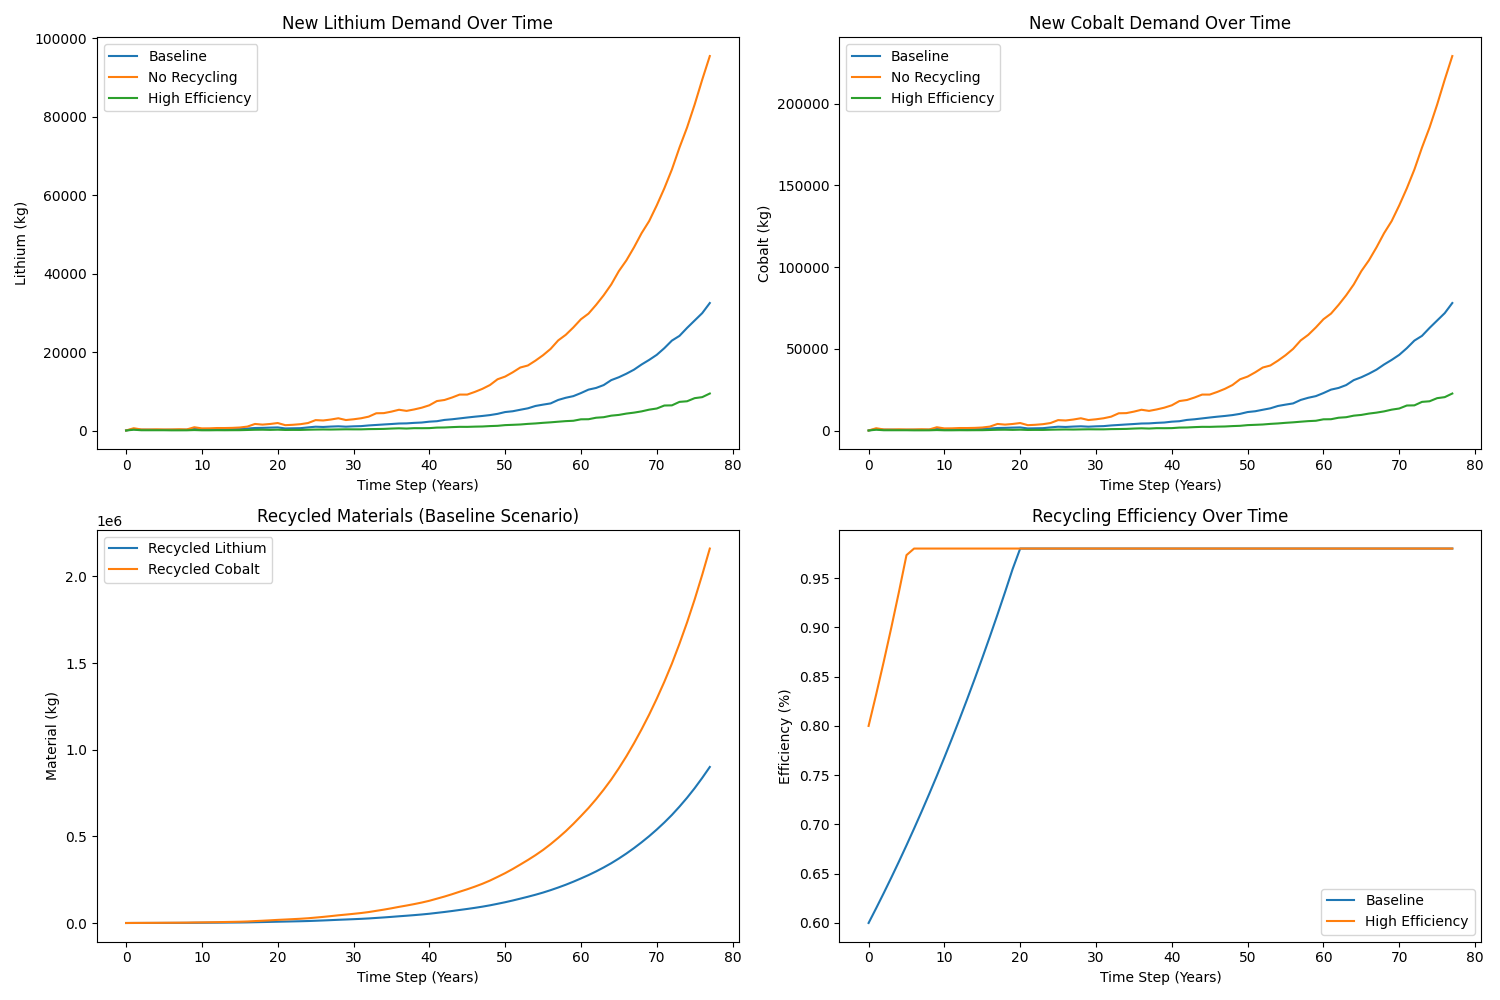 New Lithium Demand Over Time
Lithium (kg)
100000
80000
60000
40000
20000
0
Baseline
No Recycling
High Efficiency
0 10 20 30 40 50 60 70 80
Time Step (Years)
New Cobalt Demand Over Time
Cobalt (kg)
200000
150000
100000
50000
0
Baseline
No Recycling
High Efficiency
0 10 20 30 40 50 60 70 80
Time Step (Years)
Recycled Materials (Baseline Scenario)
1e6
Material (kg)
2.0
1.5
1.0
0.5
0.0
Recycled Lithium
Recycled Cobalt
0 10 20 30 40 50 60 70 80
Time Step (Years)
Recycling Efficiency Over Time
Efficiency (%)
0.95
0.90
0.85
0.80
0.75
0.70
0.65
0.60
Baseline
High Efficiency
0 10 20 30 40 50 60 70 80
Time Step (Years)